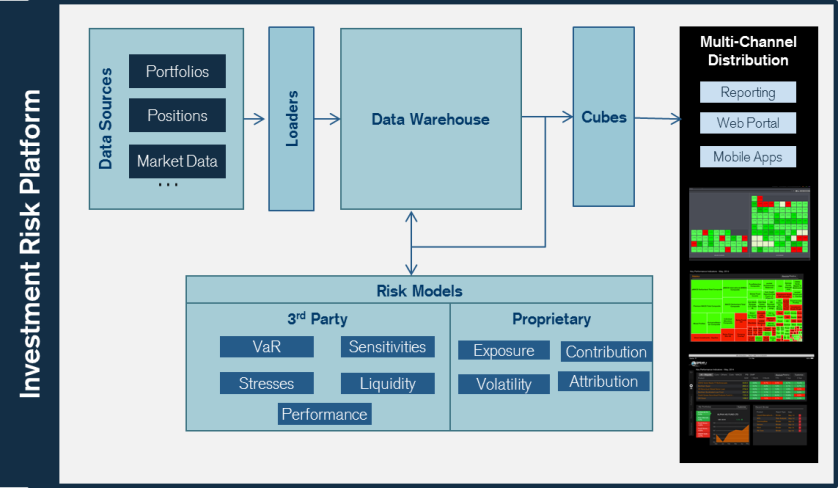 Investment Risk Platform
Data Sources
Portfolios
Positions
Market Data
...
Loaders
Data Warehouse
Cubes
Multi-Channel
Distribution
Reporting
Web Portal
Mobile Apps
Risk Models
3rd Party
VaR
Sensitivities
Stresses
Liquidity
Performance
Proprietary
Exposure
Contribution
Volatility
Attribution